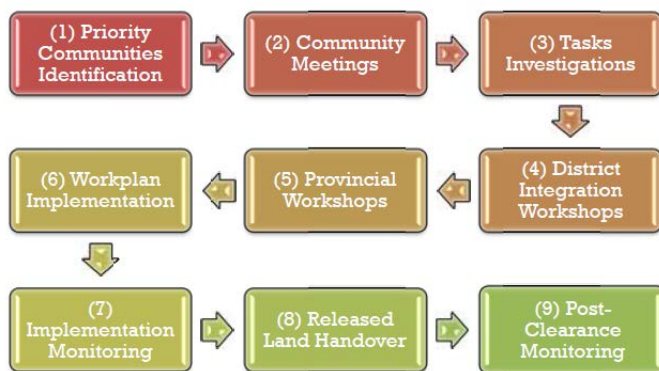 (1) Priority
Communities
Identification
(2) Community
Meetings
(3) Tasks
Investigations
(4) District
Integration
Workshops
(5) Provincial
Workshops
(6) Workplan
Implementation
(7)
Implementation
Monitoring
(8) Released
Land Handover
(9) Post-
Clearance
Monitoring